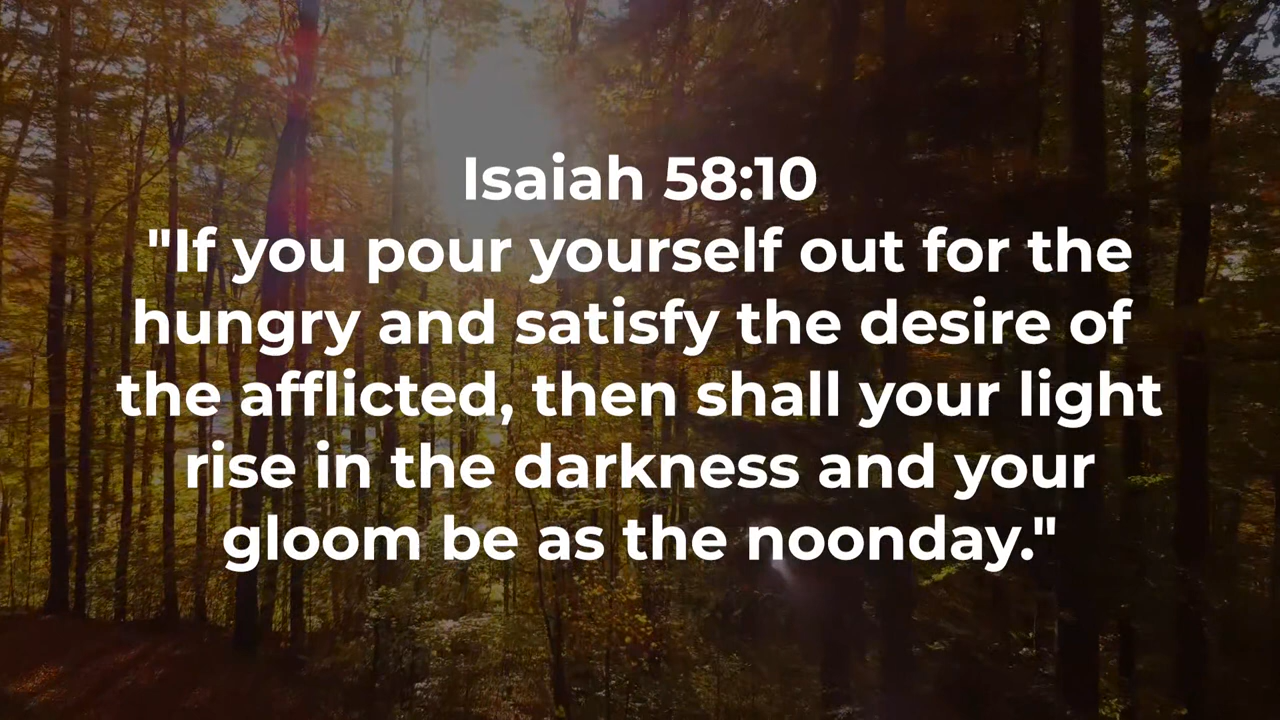 Isaiah 58:10
"If you pour yourself out for the
hungry and satisfy the desire of
the afflicted, then shall your light
rise in the darkness and your
gloom be as the noonday."